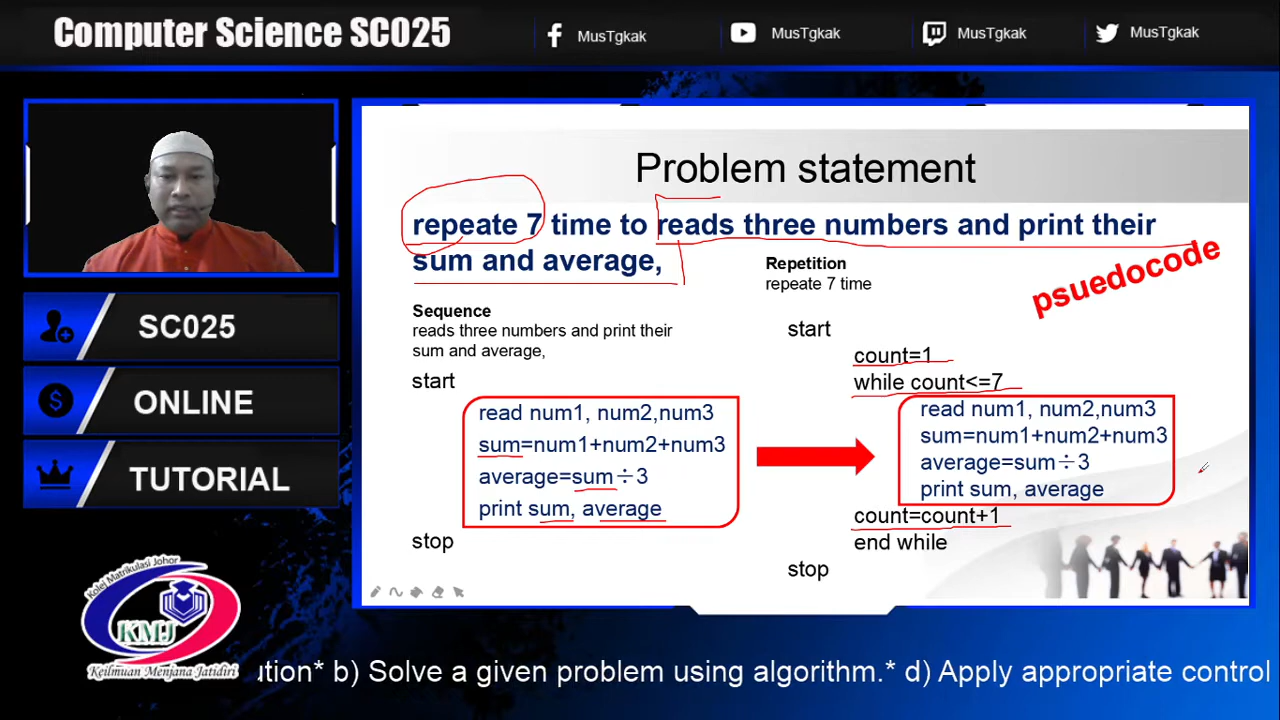 Computer Science SC025
MusTgkak
MusTgkak
MusTgkak
MusTgkak
Problem statement
repeate 7 time to reads three numbers and print their
sum and average,
psuedocode
Sequence
reads three numbers and print their
sum and average,
start
read num1, num2,num3
sum=num1+num2+num3
average=sum÷3
print sum, average
stop
Repetition
repeate 7 time
start
count=1
while count<=7
read num1, num2,num3
sum=num1+num2+num3
average=sum÷3
print sum, average
count=count+1
end while
stop
SC025
ONLINE
TUTORIAL
Kolej Matrikulasi Johor
KMJ
Keilmuan Menjana Jatidiri
ution* b) Solve a given problem using algorithm.* d) Apply appropriate control